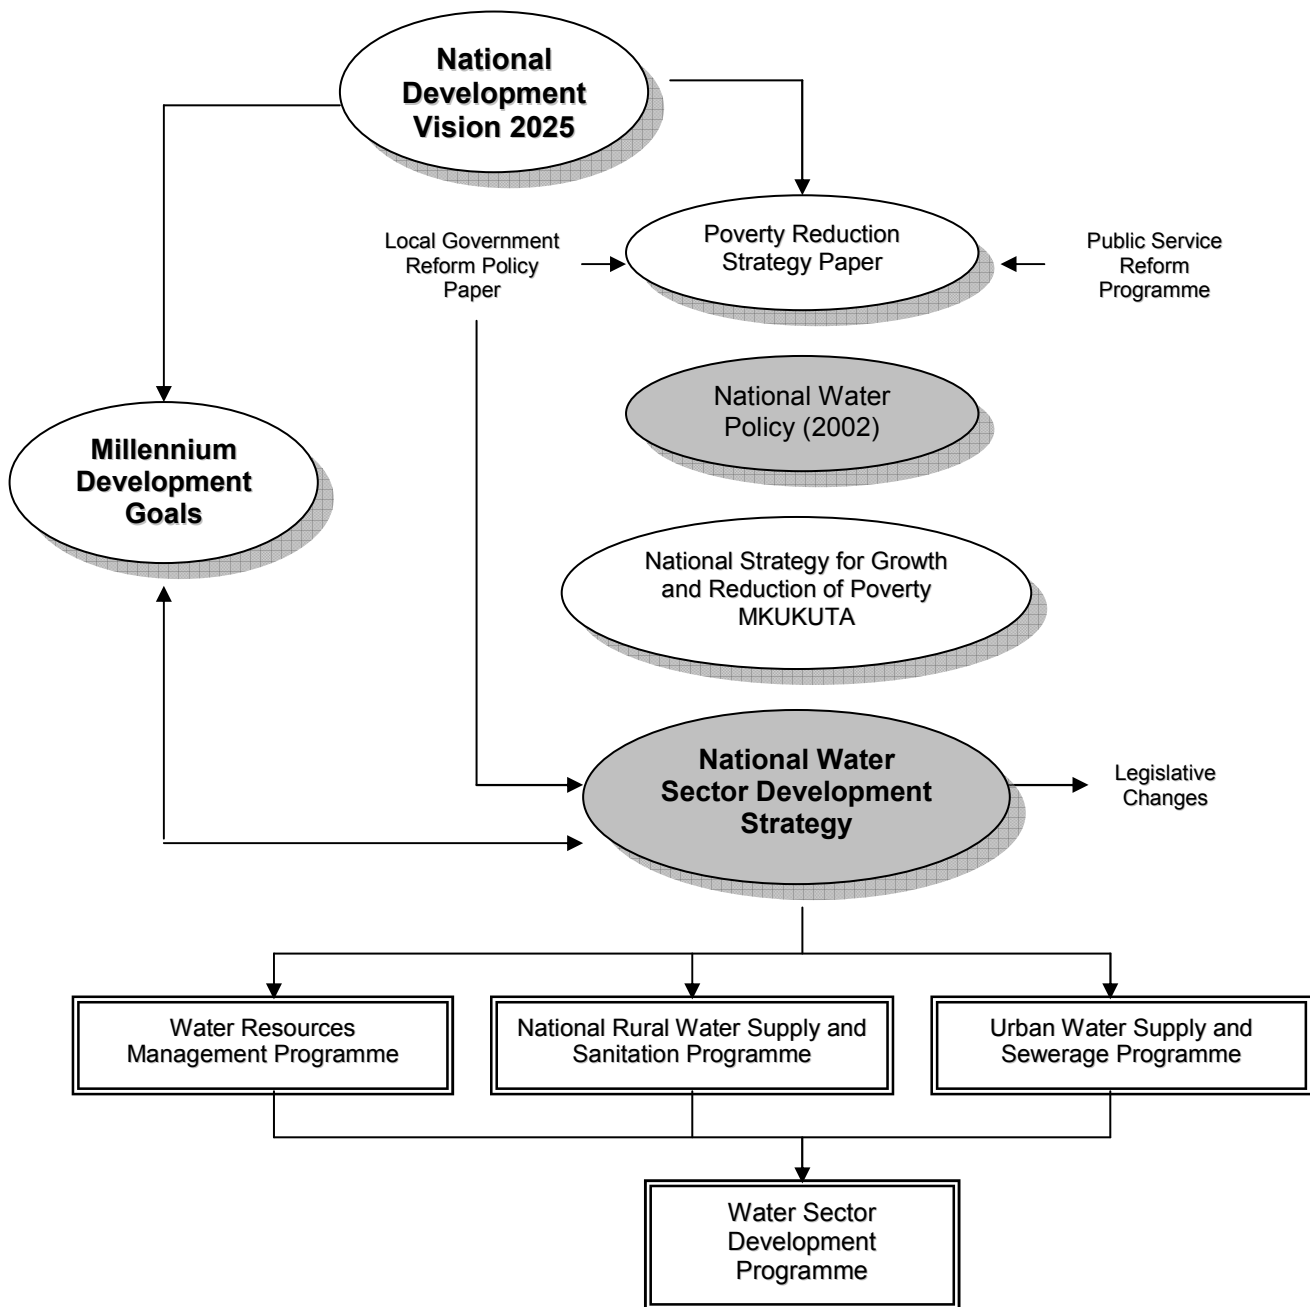 National
Development
Vision 2025
Poverty Reduction
Strategy Paper
Local Government
Reform Policy
Paper
Public Service
Reform
Programme
National Water
Policy (2002)
Millennium
Development
Goals
National Strategy for Growth
and Reduction of Poverty
MKUKUTA
National Water
Sector Development
Strategy
Legislative
Changes
Water Resources
Management Programme
National Rural Water Supply and
Sanitation Programme
Urban Water Supply and
Sewerage Programme
Water Sector
Development
Programme